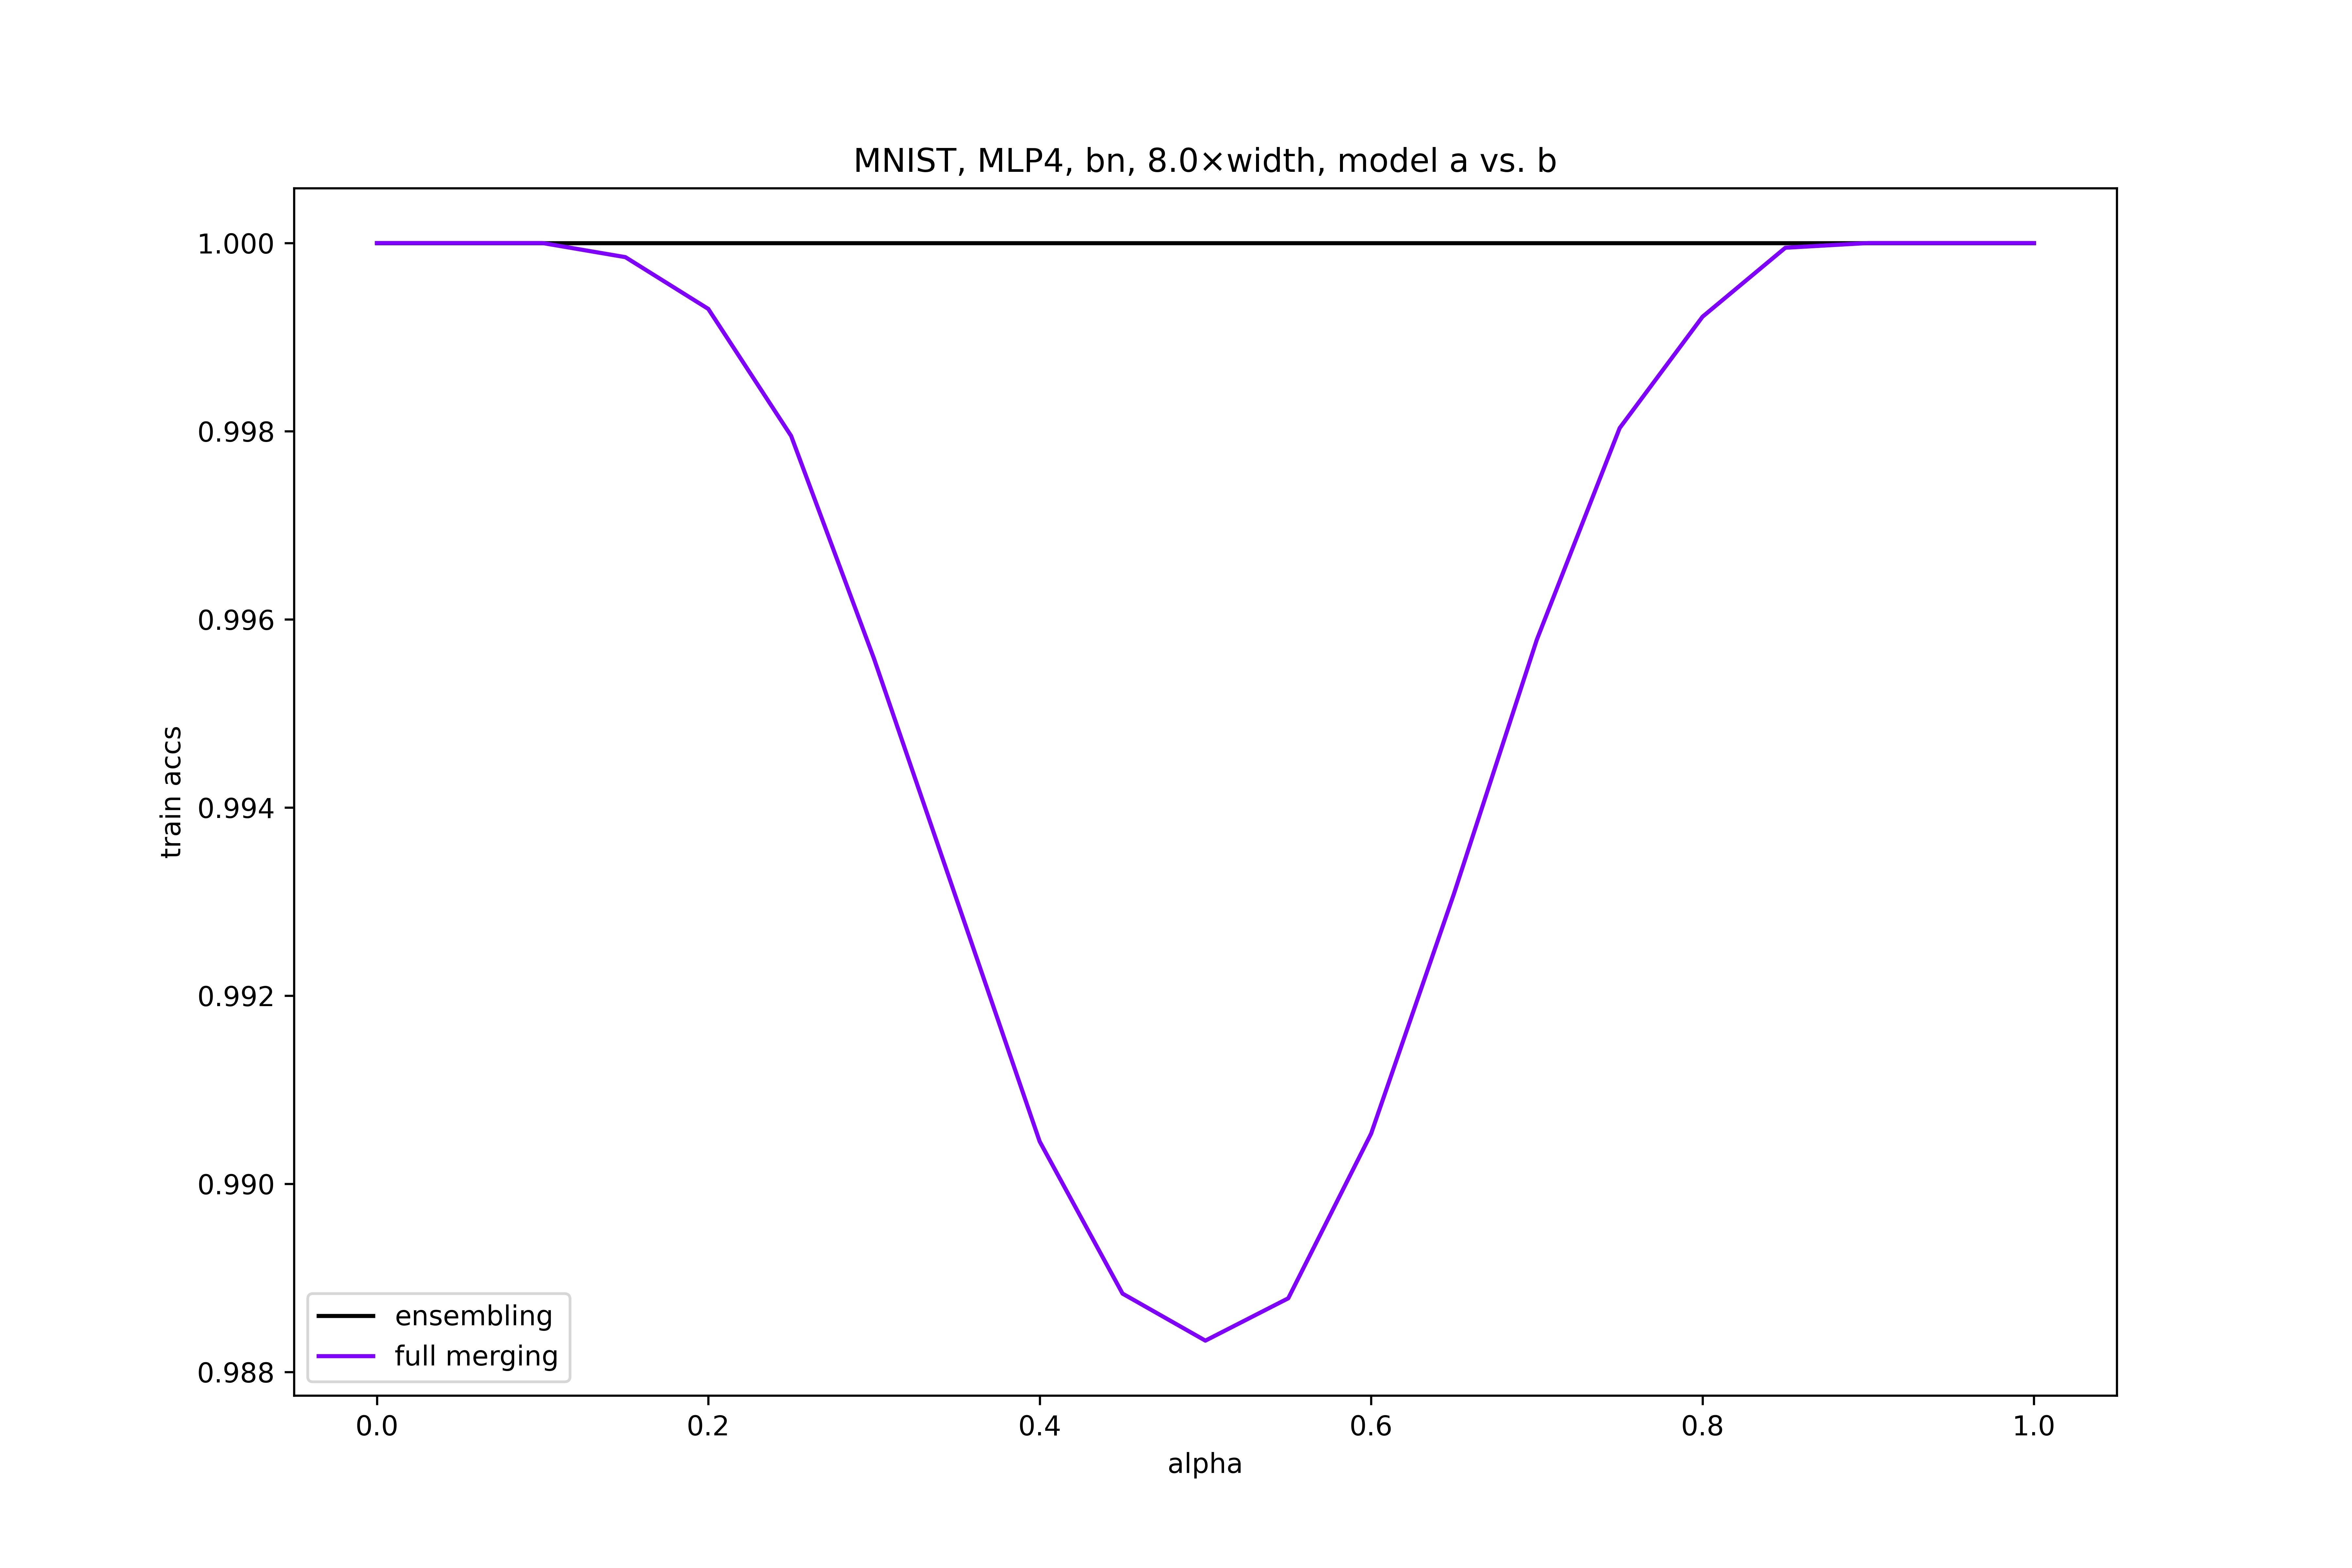 MNIST, MLP4, bn, 8.0×width, model a vs. b
1.000
0.998
0.996
0.994
0.992
0.990
0.988
train accs
ensembling
full merging
0.0 0.2 0.4 0.6 0.8 1.0
alpha